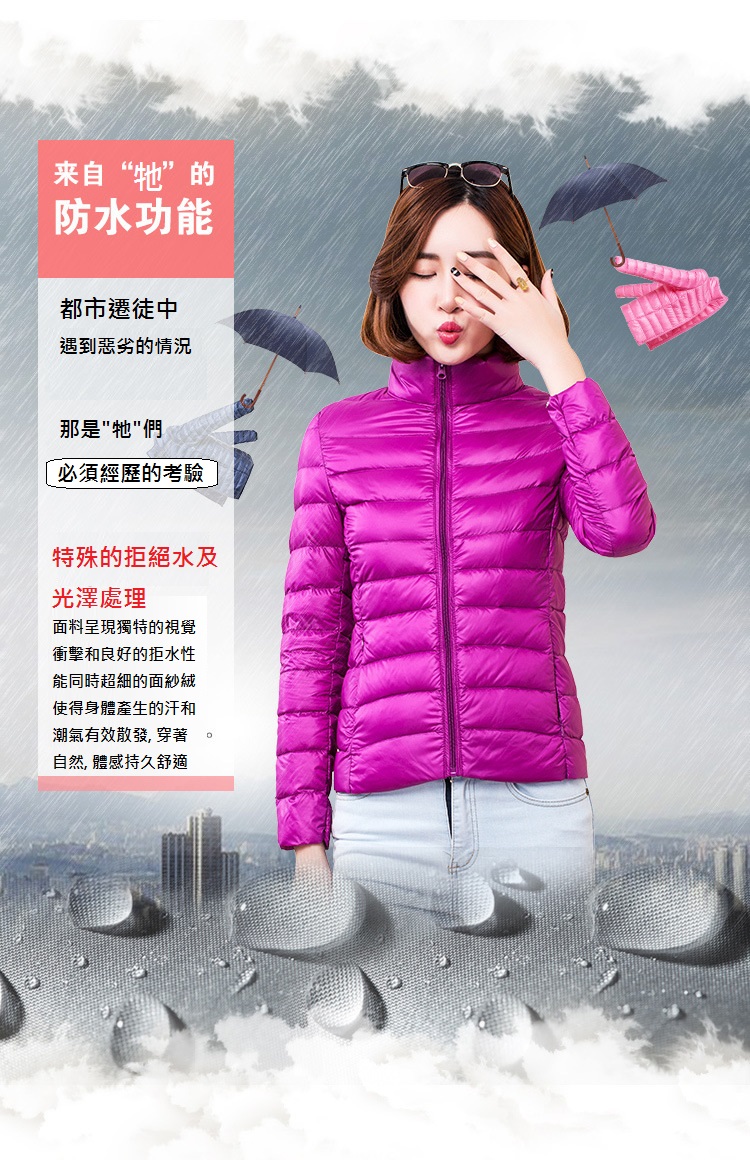 来自“牠”的
防水功能
都市遷徒中
遇到惡劣的情況
那是"牠"們
必須經歷的考驗
特殊的拒絕水及
光澤處理
面料呈現獨特的視覺
衝擊和良好的拒水性
能同時超細的面紗絨
使得身體產生的汗和
潮氣有效散發, 穿著 。
自然, 體感持久舒適